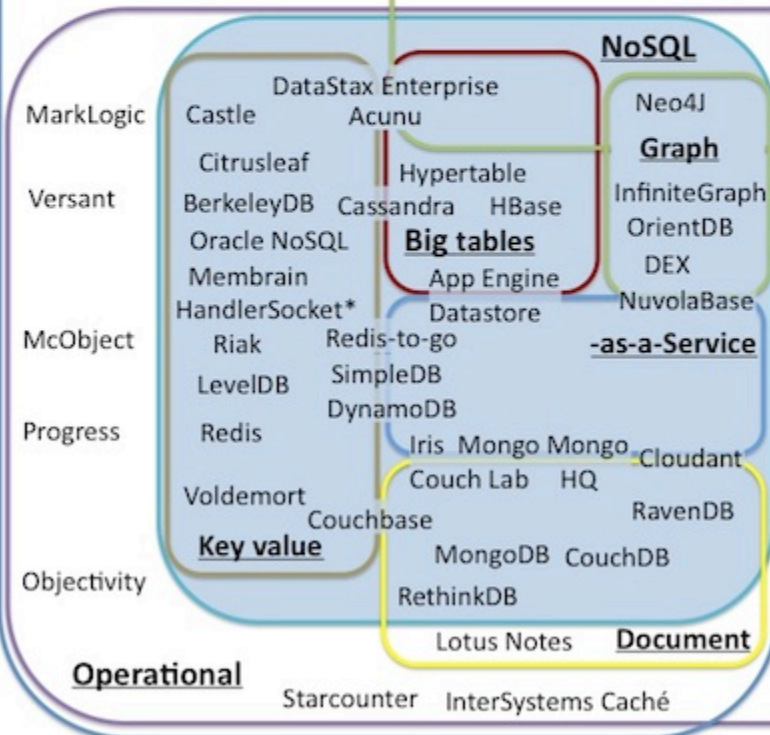 NoSQL
DataStax Enterprise
Neo4J
MarkLogic
Castle
Acunu
Graph
Citrusleaf
Hypertable
InfiniteGraph
Versant
BerkeleyDB
Cassandra
HBase
OrientDB
Oracle NoSQL
Big tables
DEX
Membrain
App Engine
Datastore
NuvolaBase
HandlerSocket*
McObject
Riak
Redis-to-go
-as-a-Service
LevelDB
SimpleDB
DynamoDB
Progress
Redis
Iris
Couch
Mongo
Lab
Mongo
HQ
Cloudant
Voldemort
Couchbase
RavenDB
Key value
MongoDB
CouchDB
Objectivity
RethinkDB
Lotus Notes
Document
Operational
Starcounter
InterSystems Caché